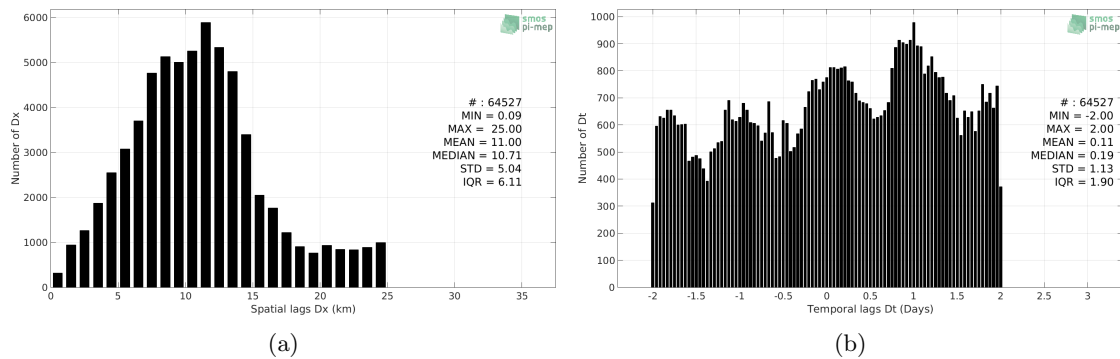 6000
5000
4000
3000
2000
1000
0
Number of Dx
0 5 10 15 20 25 30 35
Spatial lags Dx (km)
smos
pi-mep
# : 64527
MIN = 0.09
MAX = 25.00
MEAN = 11.00
MEDIAN = 10.71
STD = 5.04
IQR = 6.11
(a)
1000
900
800
700
600
500
400
300
200
100
0
Number of Dt
-2 -1.5 -1 -0.5 0 0.5 1 1.5 2 2.5 3
Temporal lags Dt (Days)
smos
pi-mep
# : 64527
MIN = -2.00
MAX = 2.00
MEAN = 0.11
MEDIAN = 0.19
STD = 1.13
IQR = 1.90
(b)